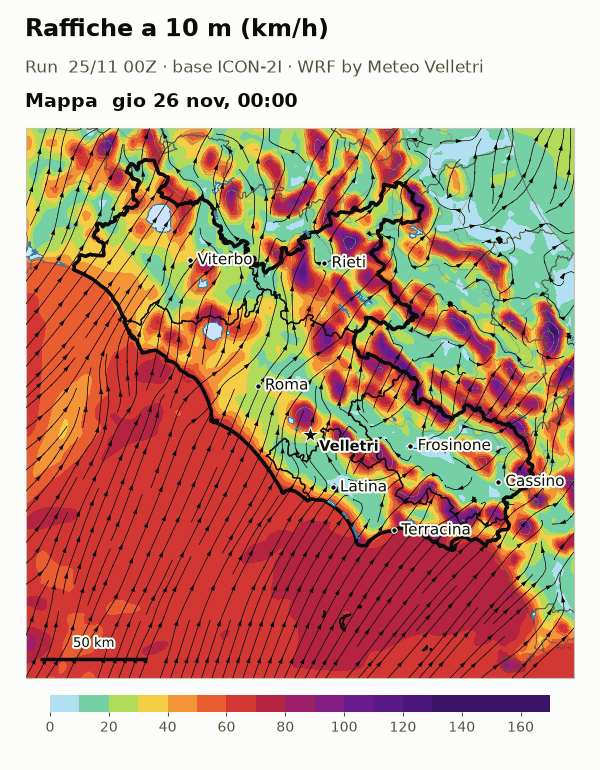 Raffiche a 10 m (km/h)
Run  25/11 00Z · base ICON-2I · WRF by Meteo Velletri
Mappa  gio 26 nov, 00:00
Viterbo
Rieti
Roma
Velletri
Frosinone
Cassino
Latina
Terracina
50 km
0 20 40 60 80 100 120 140 160